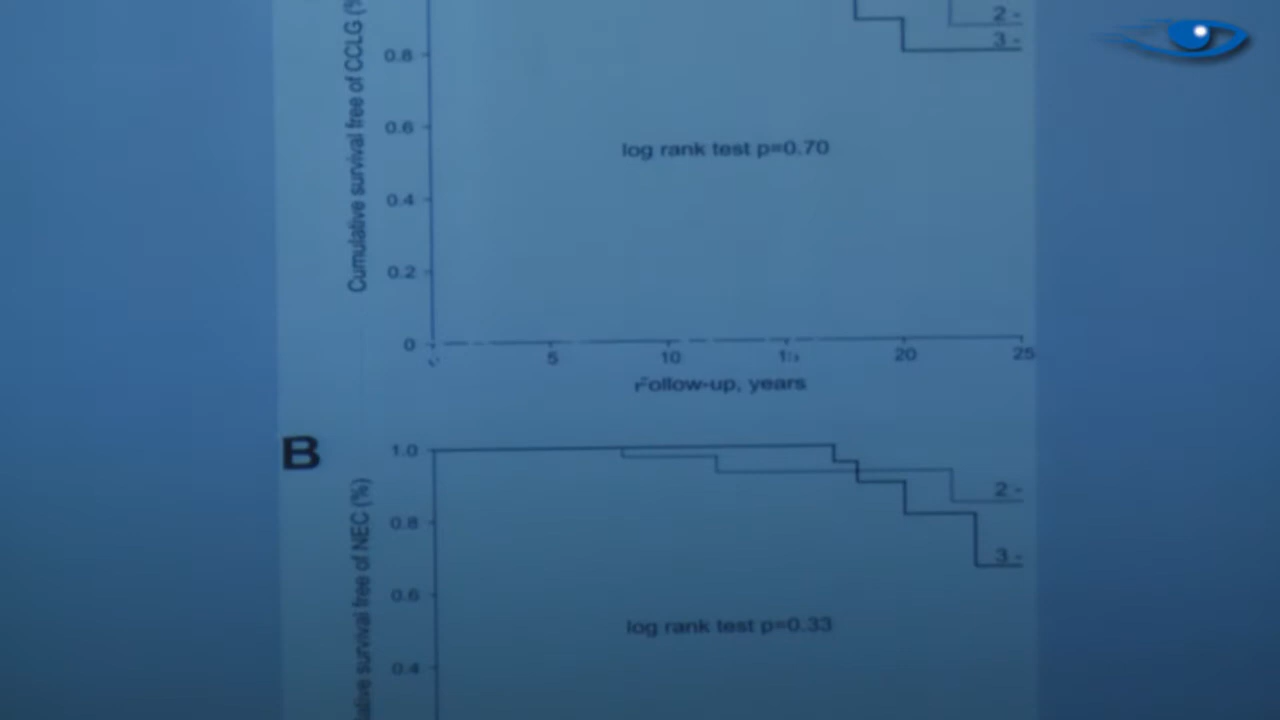 Cumulative survival free of CCLG (%
2 -
3 -
0.8
0.6
log rank test p=0.70
0.4
0.2
0
5
10
20
25
Follow-up, years
B
1.0
survival free of NEC (%)
2 -
0.8
3 -
0.6
log rank test p=0.33
0.4